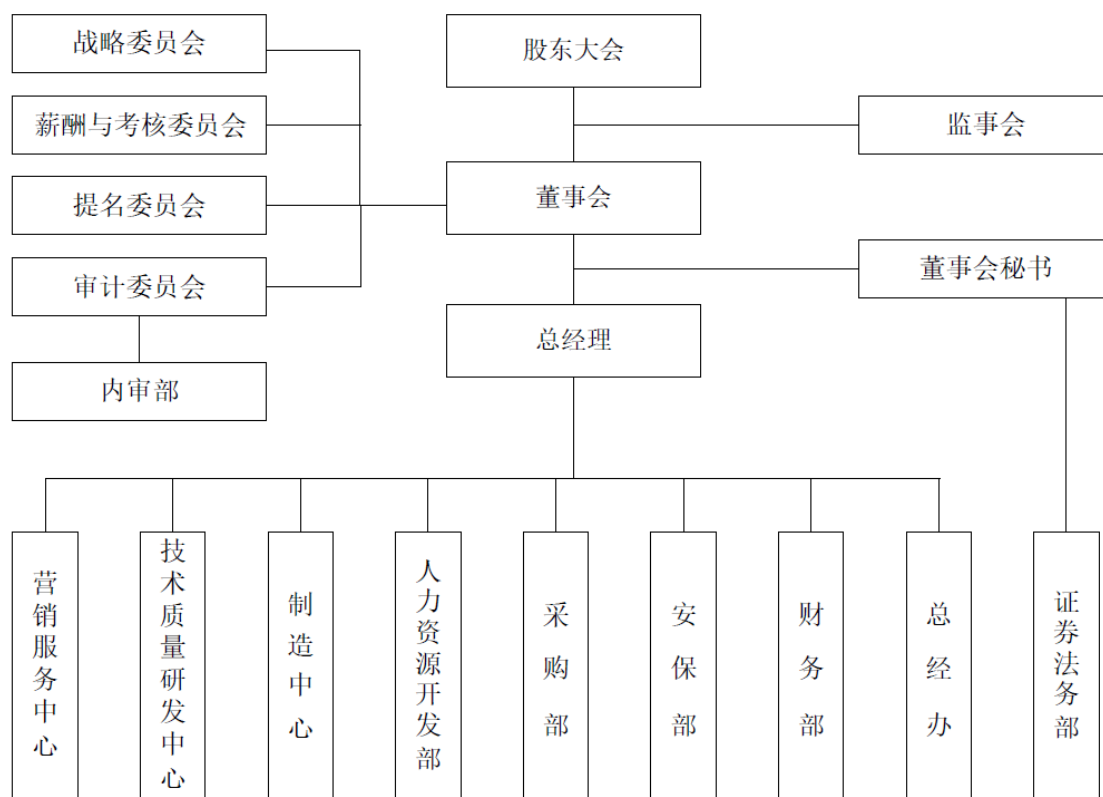 战略委员会
股东大会
薪酬与考核委员会
监事会
提名委员会
董事会
审计委员会
董事会秘书
总经理
内审部
营销服务中心
技术质量研发中心
制造中心
人力资源开发部
采购部
安保部
财务部
总经办
证券法务部